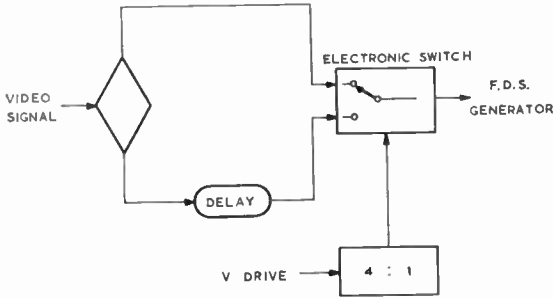 ELECTRONIC SWITCH
VIDEO
SIGNAL
F.D.S.
GENERATOR
DELAY
V DRIVE
4 : 1